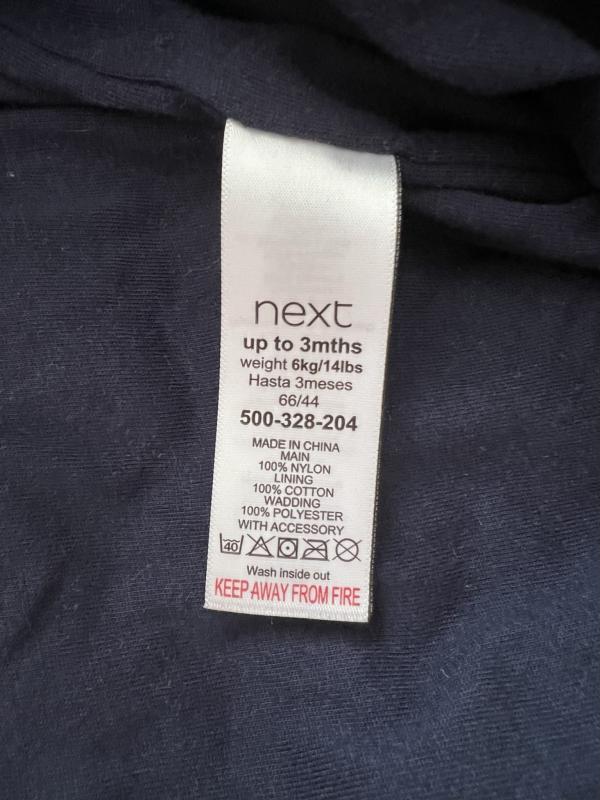 next
up to 3mths
weight 6kg/14lbs
Hasta 3meses
66/44
500-328-204
MADE IN CHINA
MAIN
100% NYLON
LINING
100% COTTON
WADDING
100% POLYESTER
WITH ACCESSORY
40
Wash inside out
KEEP AWAY FROM FIRE